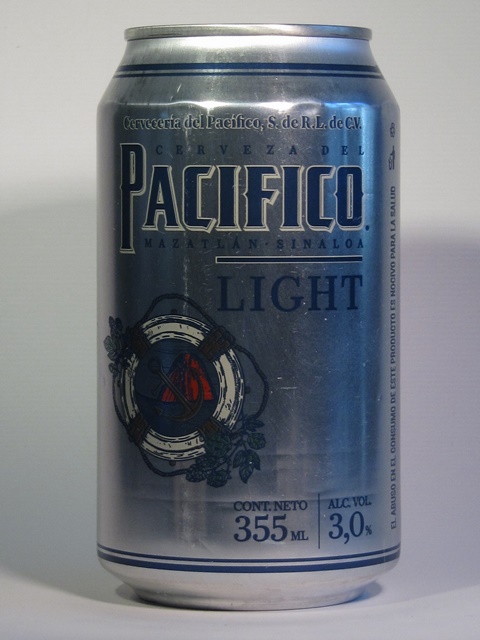 Cervecería del Pacífico, S. de R.L. de C.V.
CERVEZA DEL
PACIFICO.
MAZATLÁN·SINALOA
LIGHT
CONT. NETO
355 ML
ALC. VOL.
3,0%
EL ABUSO EN EL CONSUMO DE ESTE PRODUCTO ES NOCIVO PARA LA SALUD